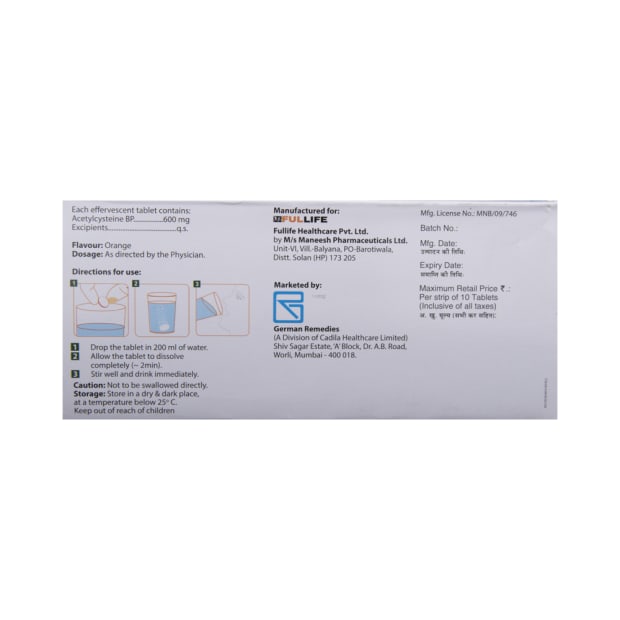 Each effervescent tablet contains:
Acetylcysteine BP...............600 mg
Excipients...................................q.s.
Flavour: Orange
Dosage: As directed by the Physician.
Directions for use:
1 2 3
1 Drop the tablet in 200 ml of water.
2 Allow the tablet to dissolve
completely (~ 2min).
3 Stir well and drink immediately.
Caution: Not to be swallowed directly.
Storage: Store in a dry & dark place,
at a temperature below 25° C.
Keep out of reach of children
Manufactured for:
FULLIFE
Fullife Healthcare Pvt. Ltd.
by M/s Maneesh Pharmaceuticals Ltd.
Unit-VI, Vill.-Balyana, PO-Barotiwala,
Distt. Solan (HP) 173 205
Marketed by:
German Remedies
(A Division of Cadila Healthcare Limited)
Shiv Sagar Estate, 'A' Block, Dr. A.B. Road,
Worli, Mumbai - 400 018.
Mfg. License No.: MNB/09/746
Batch No.:
Mfg. Date:
उत्पादन की तिथि:
Expiry Date:
समाप्ति की तिथि:
Maximum Retail Price ₹.:
Per strip of 10 Tablets
(Inclusive of all taxes)
अ. खु. मूल्य (सभी कर सहित):